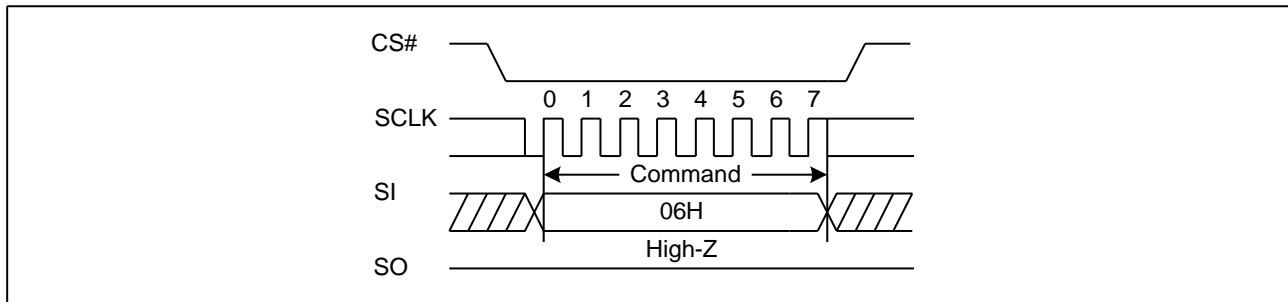 CS#
0 1 2 3 4 5 6 7
SCLK
Command
SI
06H
High-Z
SO